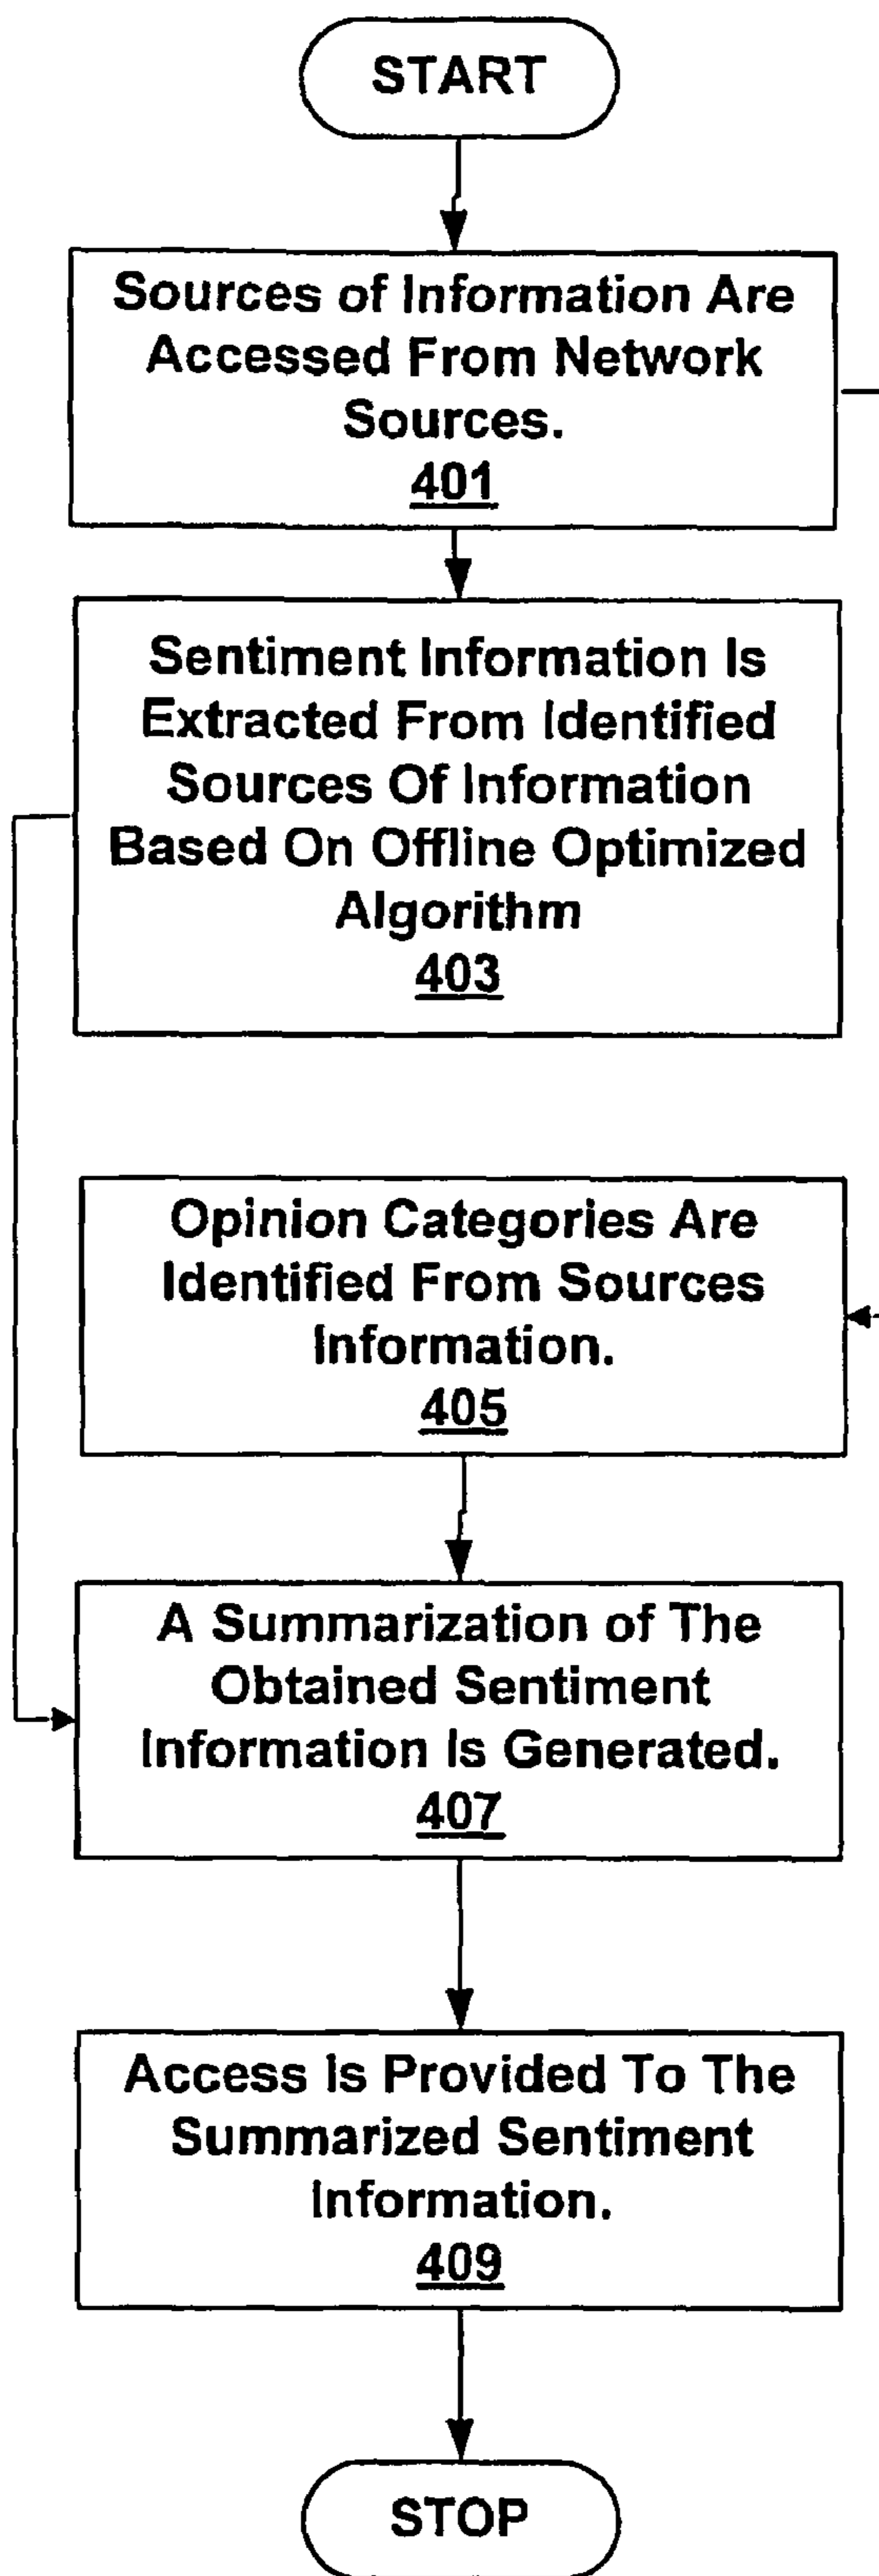 START
Sources of Information Are
Accessed From Network
Sources.
401
Sentiment Information Is
Extracted From Identified
Sources Of Information
Based On Offline Optimized
Algorithm
403
Opinion Categories Are
Identified From Sources
Information.
405
A Summarization of The
Obtained Sentiment
Information Is Generated.
407
Access Is Provided To The
Summarized Sentiment
Information.
409
STOP